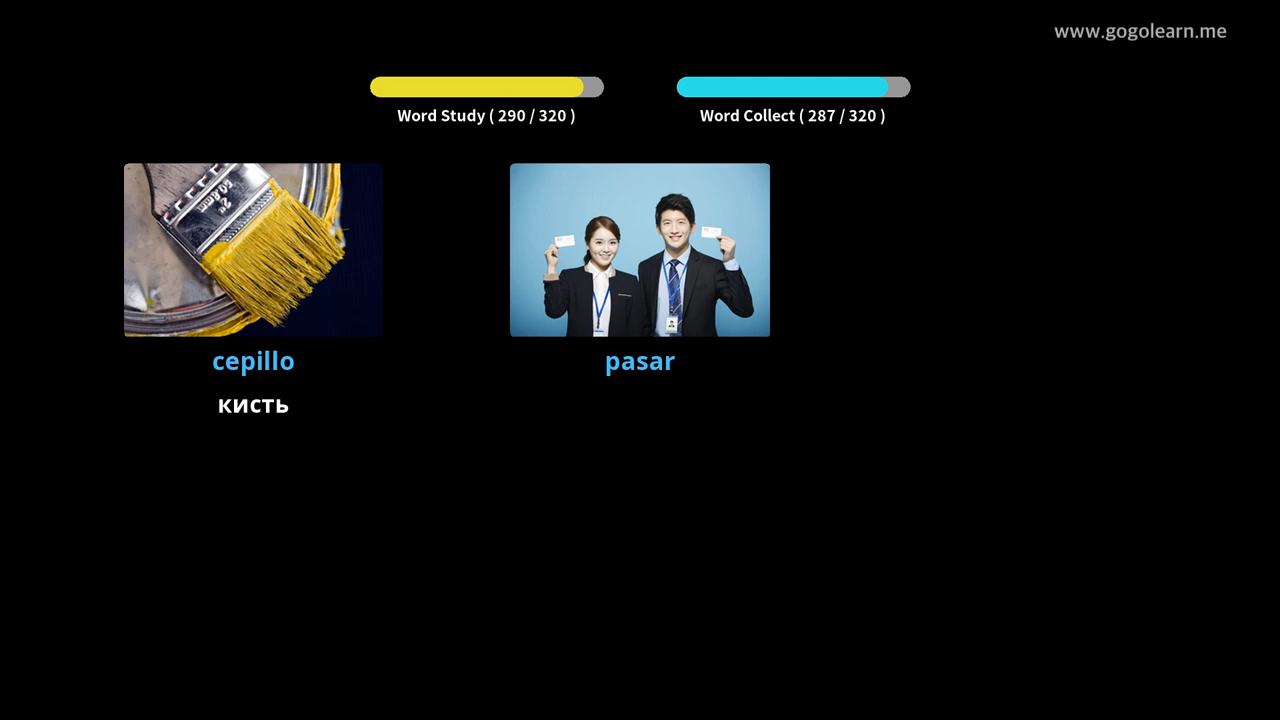 www.gogolearn.me
Word Study ( 290 / 320 )
Word Collect ( 287 / 320 )
cepillo
pasar
кисть